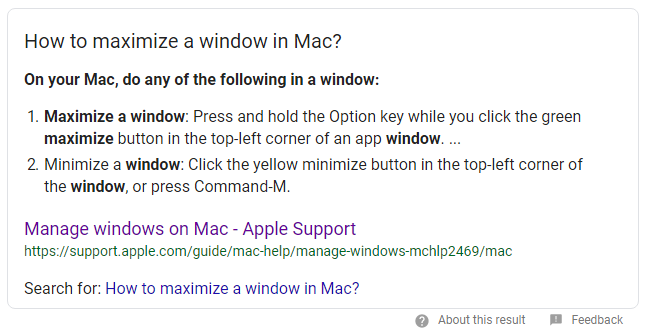 How to maximize a window in Mac?
On your Mac, do any of the following in a window:
1. Maximize a window: Press and hold the Option key while you click the green
maximize button in the top-left corner of an app window. ...
2. Minimize a window: Click the yellow minimize button in the top-left corner of
the window, or press Command-M.
Manage windows on Mac - Apple Support
https://support.apple.com/guide/mac-help/manage-windows-mchlp2469/mac
Search for: How to maximize a window in Mac?
About this result Feedback